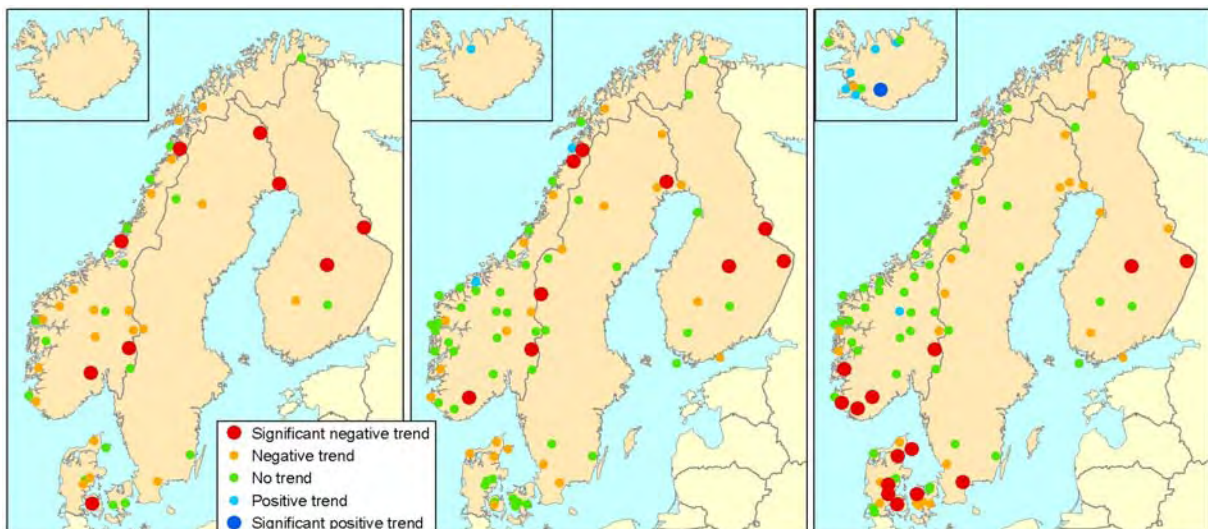 Significant negative trend
Negative trend
No trend
Positive trend
Significant positive trend